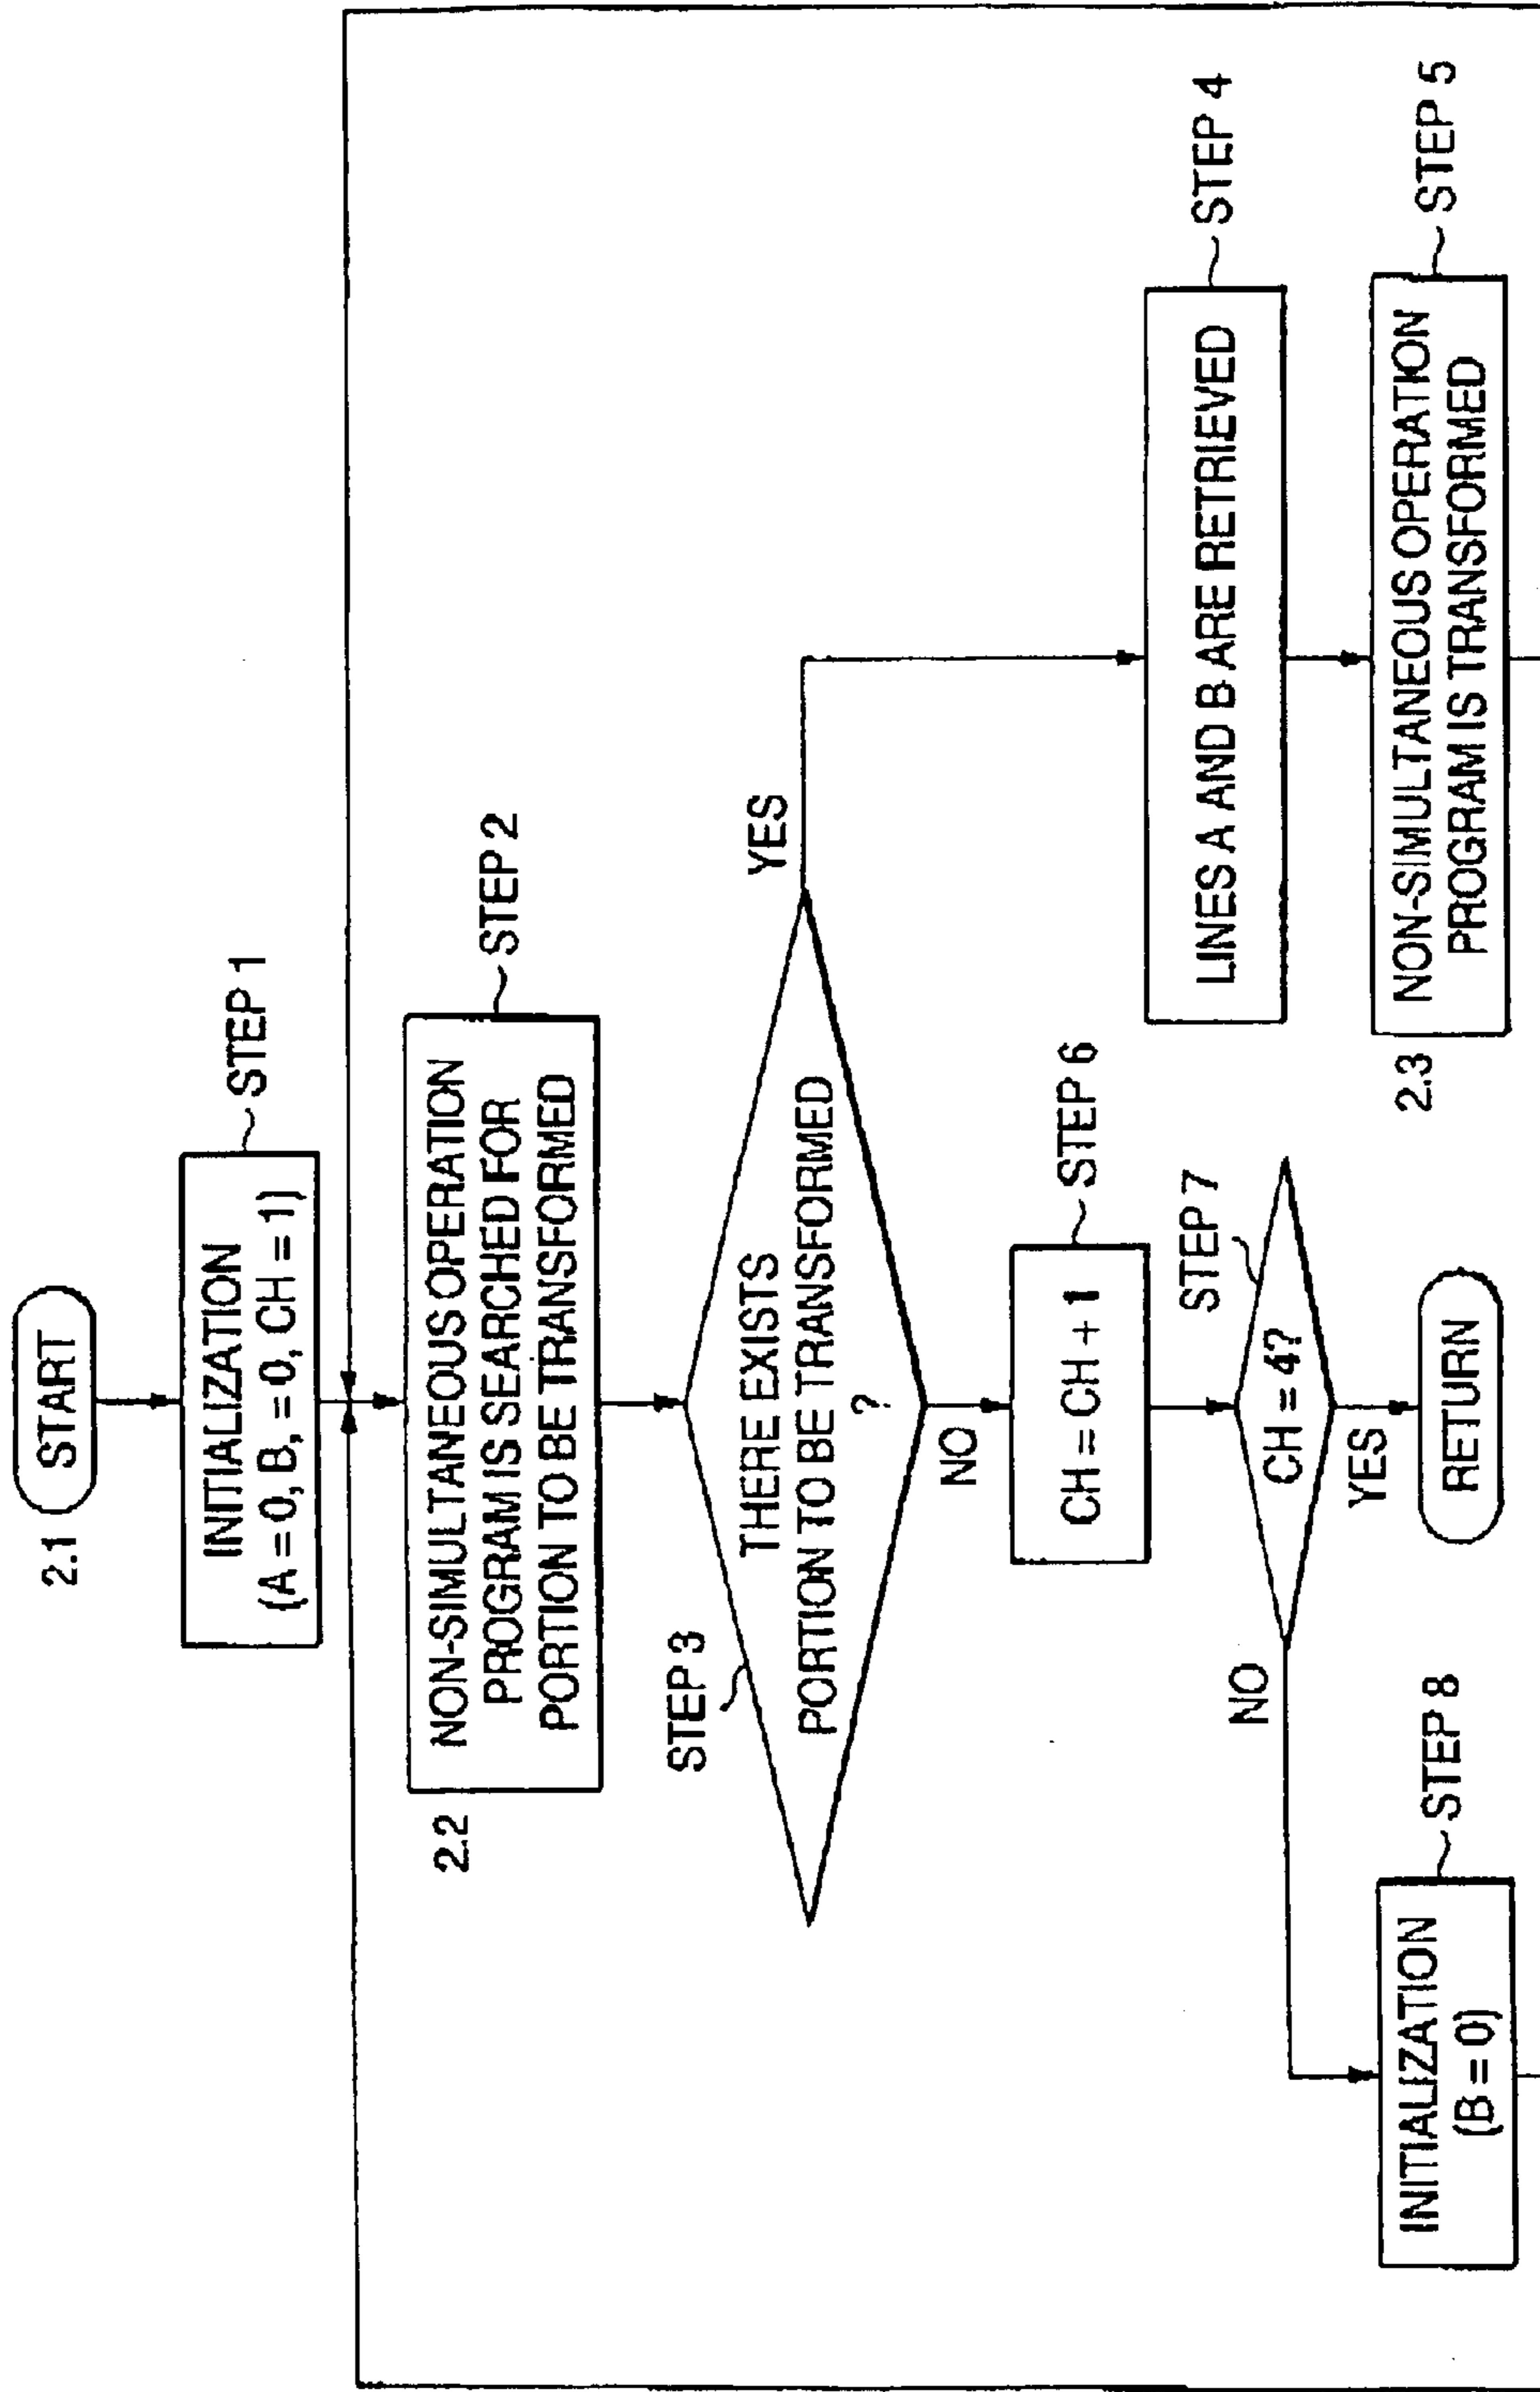 2.1
START
INITIALIZATION
(A = 0, B, = 0, CH = 1)
STEP 1
2.2
NON-SIMULTANEOUS OPERATION
PROGRAM IS SEARCHED FOR
PORTION TO BE TRANSFORMED
STEP 2
STEP 3
THERE EXISTS
PORTION TO BE TRANSFORMED
?
YES
NO
LINES A AND B ARE RETRIEVED
STEP 4
2.3
NON-SIMULTANEOUS OPERATION
PROGRAM IS TRANSFORMED
STEP 5
CH = CH + 1
STEP 6
STEP 7
CH = 4?
NO
YES
RETURN
INITIALIZATION
(B = 0)
STEP 8